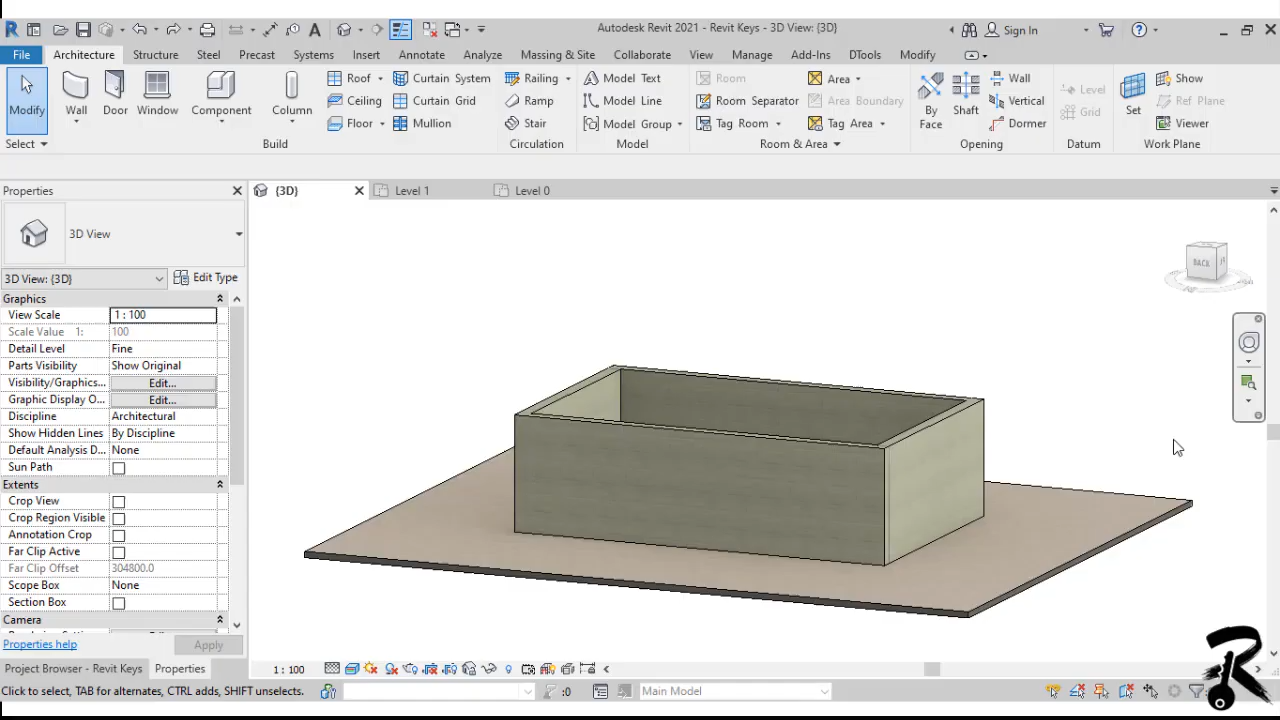 Autodesk Revit 2021 - Revit Keys - 3D View: {3D}
Sign In
File Architecture Structure Steel Precast Systems Insert Annotate Analyze Massing & Site Collaborate View Manage Add-Ins DTools Modify
Modify Wall Door Window Component Column
Roof Curtain System Railing Model Text Room Area Wall Level Show
Ceiling Curtain Grid Ramp Model Line Room Separator Area Boundary Vertical Grid Ref Plane
Floor Mullion Stair Model Group Tag Room Tag Area Dormer Viewer
By Face Shaft Set
Select Build Circulation Model Room & Area Opening Datum Work Plane
Properties
{3D} Level 1 Level 0
3D View
3D View: {3D} Edit Type
Graphics
View Scale 1 : 100
Scale Value 1: 100
Detail Level Fine
Parts Visibility Show Original
Visibility/Graphics... Edit...
Graphic Display O... Edit...
Discipline Architectural
Show Hidden Lines By Discipline
Default Analysis D... None
Sun Path
Extents
Crop View
Crop Region Visible
Annotation Crop
Far Clip Active
Far Clip Offset 304800.0
Scope Box None
Section Box
Camera
Properties help Apply
Project Browser - Revit Keys Properties
BACK
1 : 100
Click to select, TAB for alternates, CTRL adds, SHIFT unselects.
:0
Main Model